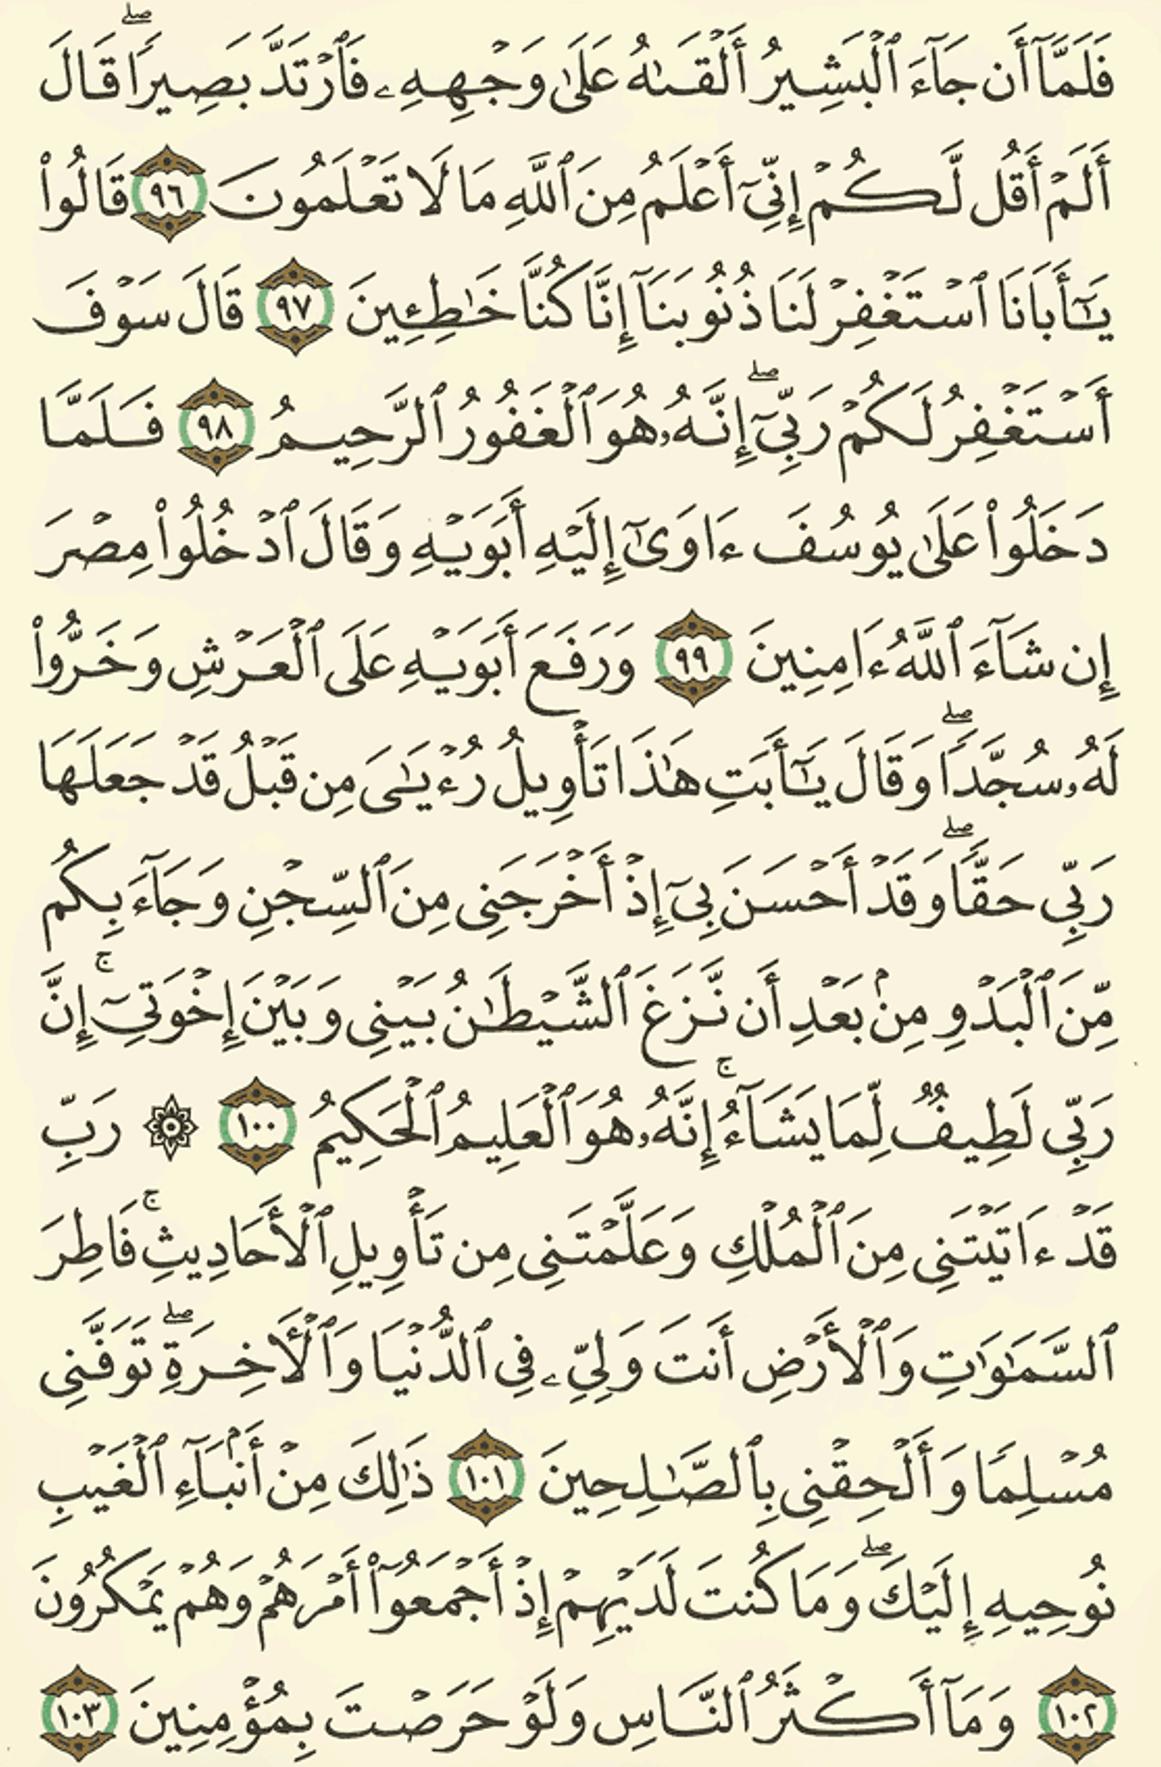 فَلَمَّآ أَن جَآءَ ٱلْبَشِيرُ أَلْقَىٰهُ عَلَىٰ وَجْهِهِۦ فَٱرْتَدَّ بَصِيرًاۖ قَالَ
أَلَمْ أَقُل لَّكُمْ إِنِّىٓ أَعْلَمُ مِنَ ٱللَّهِ مَا لَا تَعْلَمُونَ ٩٦ قَالُوا۟
يَـٰٓأَبَانَا ٱسْتَغْفِرْ لَنَا ذُنُوبَنَآ إِنَّا كُنَّا خَـٰطِـِٔينَ ٩٧ قَالَ سَوْفَ
أَسْتَغْفِرُ لَكُمْ رَبِّىٓۖ إِنَّهُۥ هُوَ ٱلْغَفُورُ ٱلرَّحِيمُ ٩٨ فَلَمَّا
دَخَلُوا۟ عَلَىٰ يُوسُفَ ءَاوَىٰٓ إِلَيْهِ أَبَوَيْهِ وَقَالَ ٱدْخُلُوا۟ مِصْرَ
إِن شَآءَ ٱللَّهُ ءَامِنِينَ ٩٩ وَرَفَعَ أَبَوَيْهِ عَلَى ٱلْعَرْشِ وَخَرُّوا۟
لَهُۥ سُجَّدًاۖ وَقَالَ يَـٰٓأَبَتِ هَـٰذَا تَأْوِيلُ رُءْيَـٰىَ مِن قَبْلُ قَدْ جَعَلَهَا
رَبِّى حَقًّاۖ وَقَدْ أَحْسَنَ بِىٓ إِذْ أَخْرَجَنِى مِنَ ٱلسِّجْنِ وَجَآءَ بِكُم
مِّنَ ٱلْبَدْوِ مِنۢ بَعْدِ أَن نَّزَغَ ٱلشَّيْطَـٰنُ بَيْنِى وَبَيْنَ إِخْوَتِىٓۚ إِنَّ
رَبِّى لَطِيفٌ لِّمَا يَشَآءُۚ إِنَّهُۥ هُوَ ٱلْعَلِيمُ ٱلْحَكِيمُ ١٠٠ ۞ رَبِّ
قَدْ ءَاتَيْتَنِى مِنَ ٱلْمُلْكِ وَعَلَّمْتَنِى مِن تَأْوِيلِ ٱلْأَحَادِيثِۚ فَاطِرَ
ٱلسَّمَـٰوَٰتِ وَٱلْأَرْضِ أَنتَ وَلِىِّۦ فِى ٱلدُّنْيَا وَٱلْـَٔاخِرَةِۖ تَوَفَّنِى
مُسْلِمًا وَأَلْحِقْنِى بِٱلصَّـٰلِحِينَ ١٠١ ذَٰلِكَ مِنْ أَنۢبَآءِ ٱلْغَيْبِ
نُوحِيهِ إِلَيْكَۖ وَمَا كُنتَ لَدَيْهِمْ إِذْ أَجْمَعُوٓا۟ أَمْرَهُمْ وَهُمْ يَمْكُرُونَ
١٠٢ وَمَآ أَكْثَرُ ٱلنَّاسِ وَلَوْ حَرَصْتَ بِمُؤْمِنِينَ ١٠٣